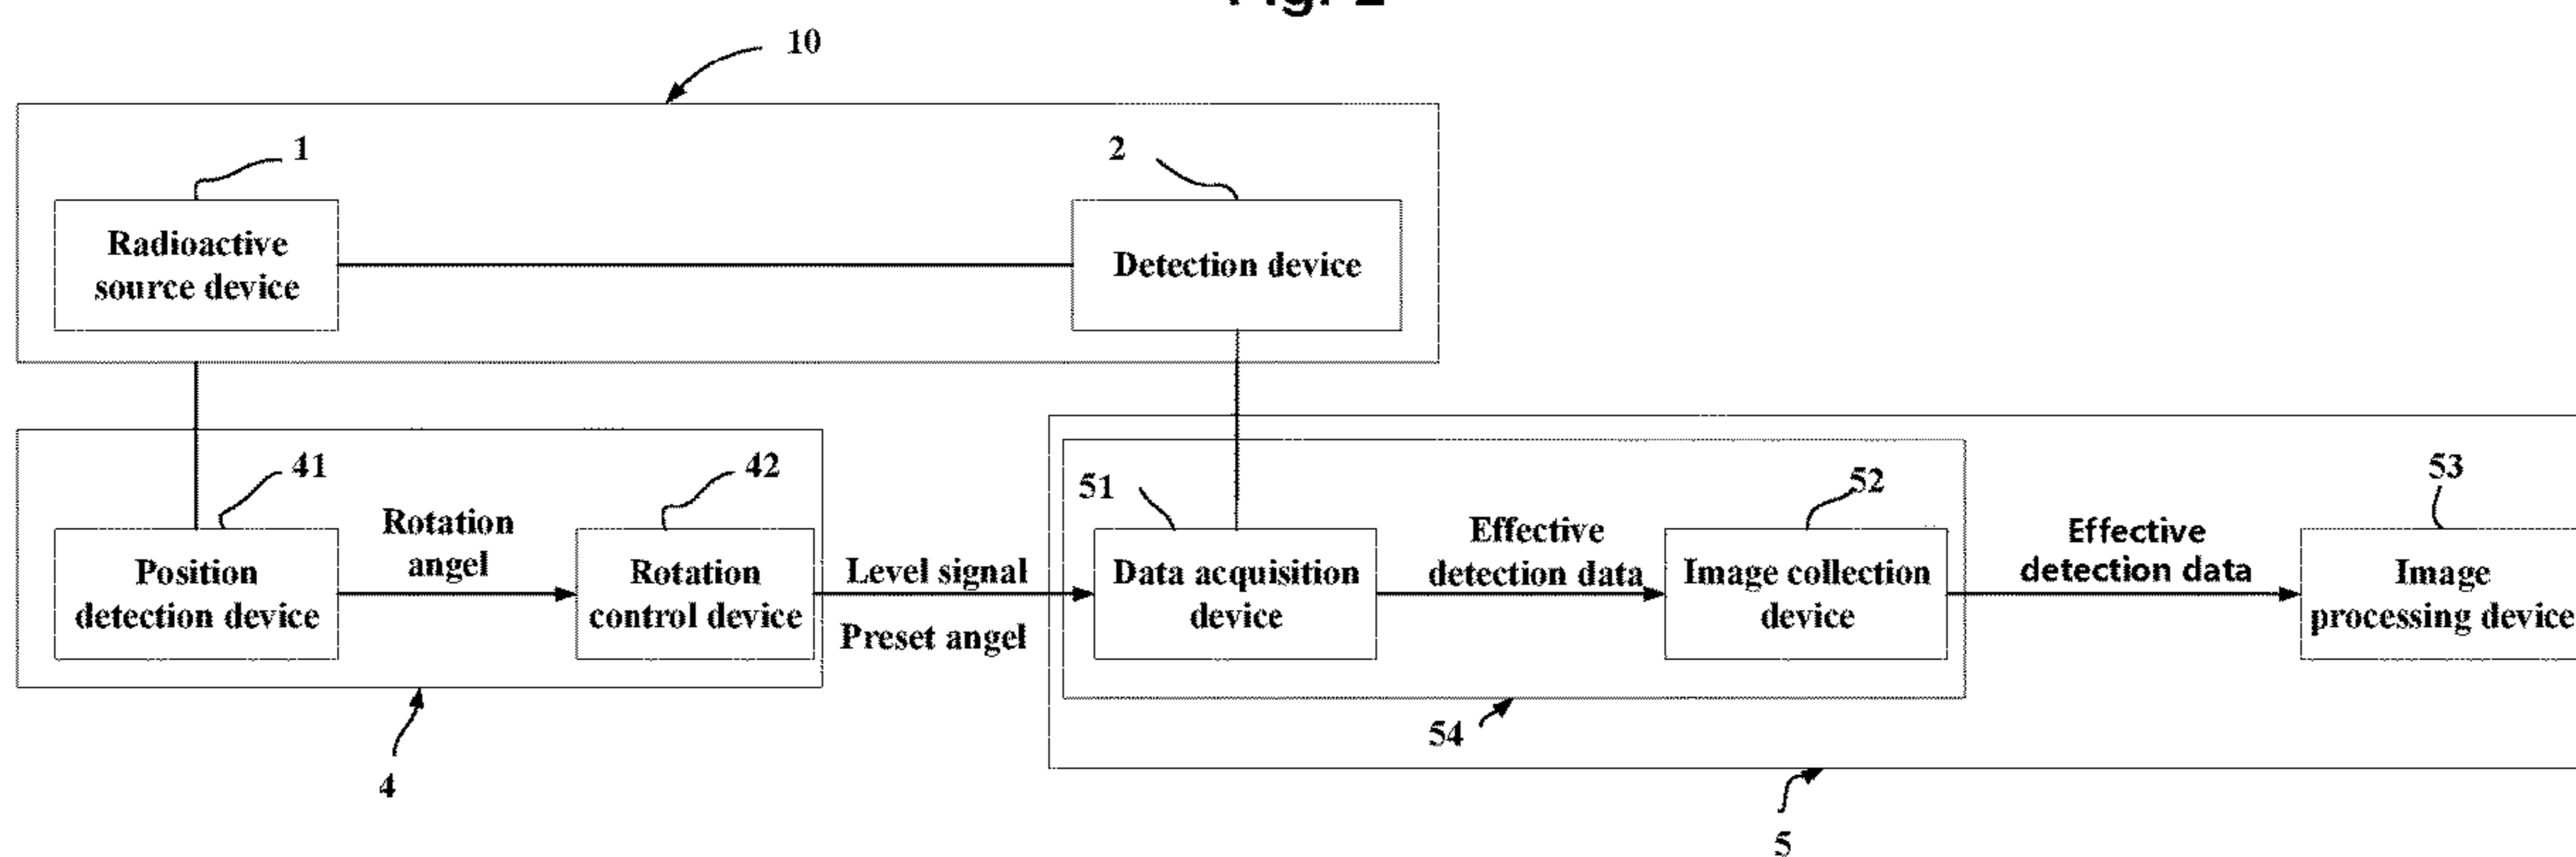 10
1
2
Radioactive
source device
Detection device
41
42
51
52
53
Rotation
angel
Effective
detection data
Effective
detection data
Position
detection device
Rotation
control device
Level signal
Preset angel
Data acquisition
device
Image collection
device
Image
processing device
54
4
5